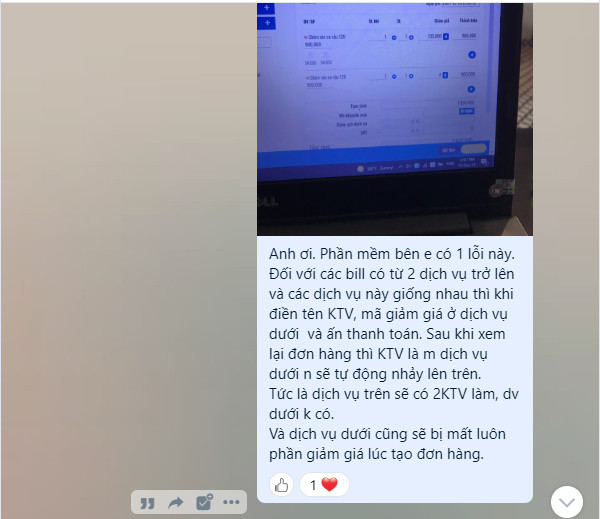 DELL
Anh ơi. Phần mềm bên e có 1 lỗi này.
Đối với các bill có từ 2 dịch vụ trở lên
và các dịch vụ này giống nhau thì khi
điền tên KTV, mã giảm giá ở dịch vụ
dưới và ấn thanh toán. Sau khi xem
lại đơn hàng thì KTV là m dịch vụ
dưới n sẽ tự động nhảy lên trên.
Tức là dịch vụ trên sẽ có 2KTV làm, dv
dưới k có.
Và dịch vụ dưới cũng sẽ bị mất luôn
phần giảm giá lúc tạo đơn hàng.
1